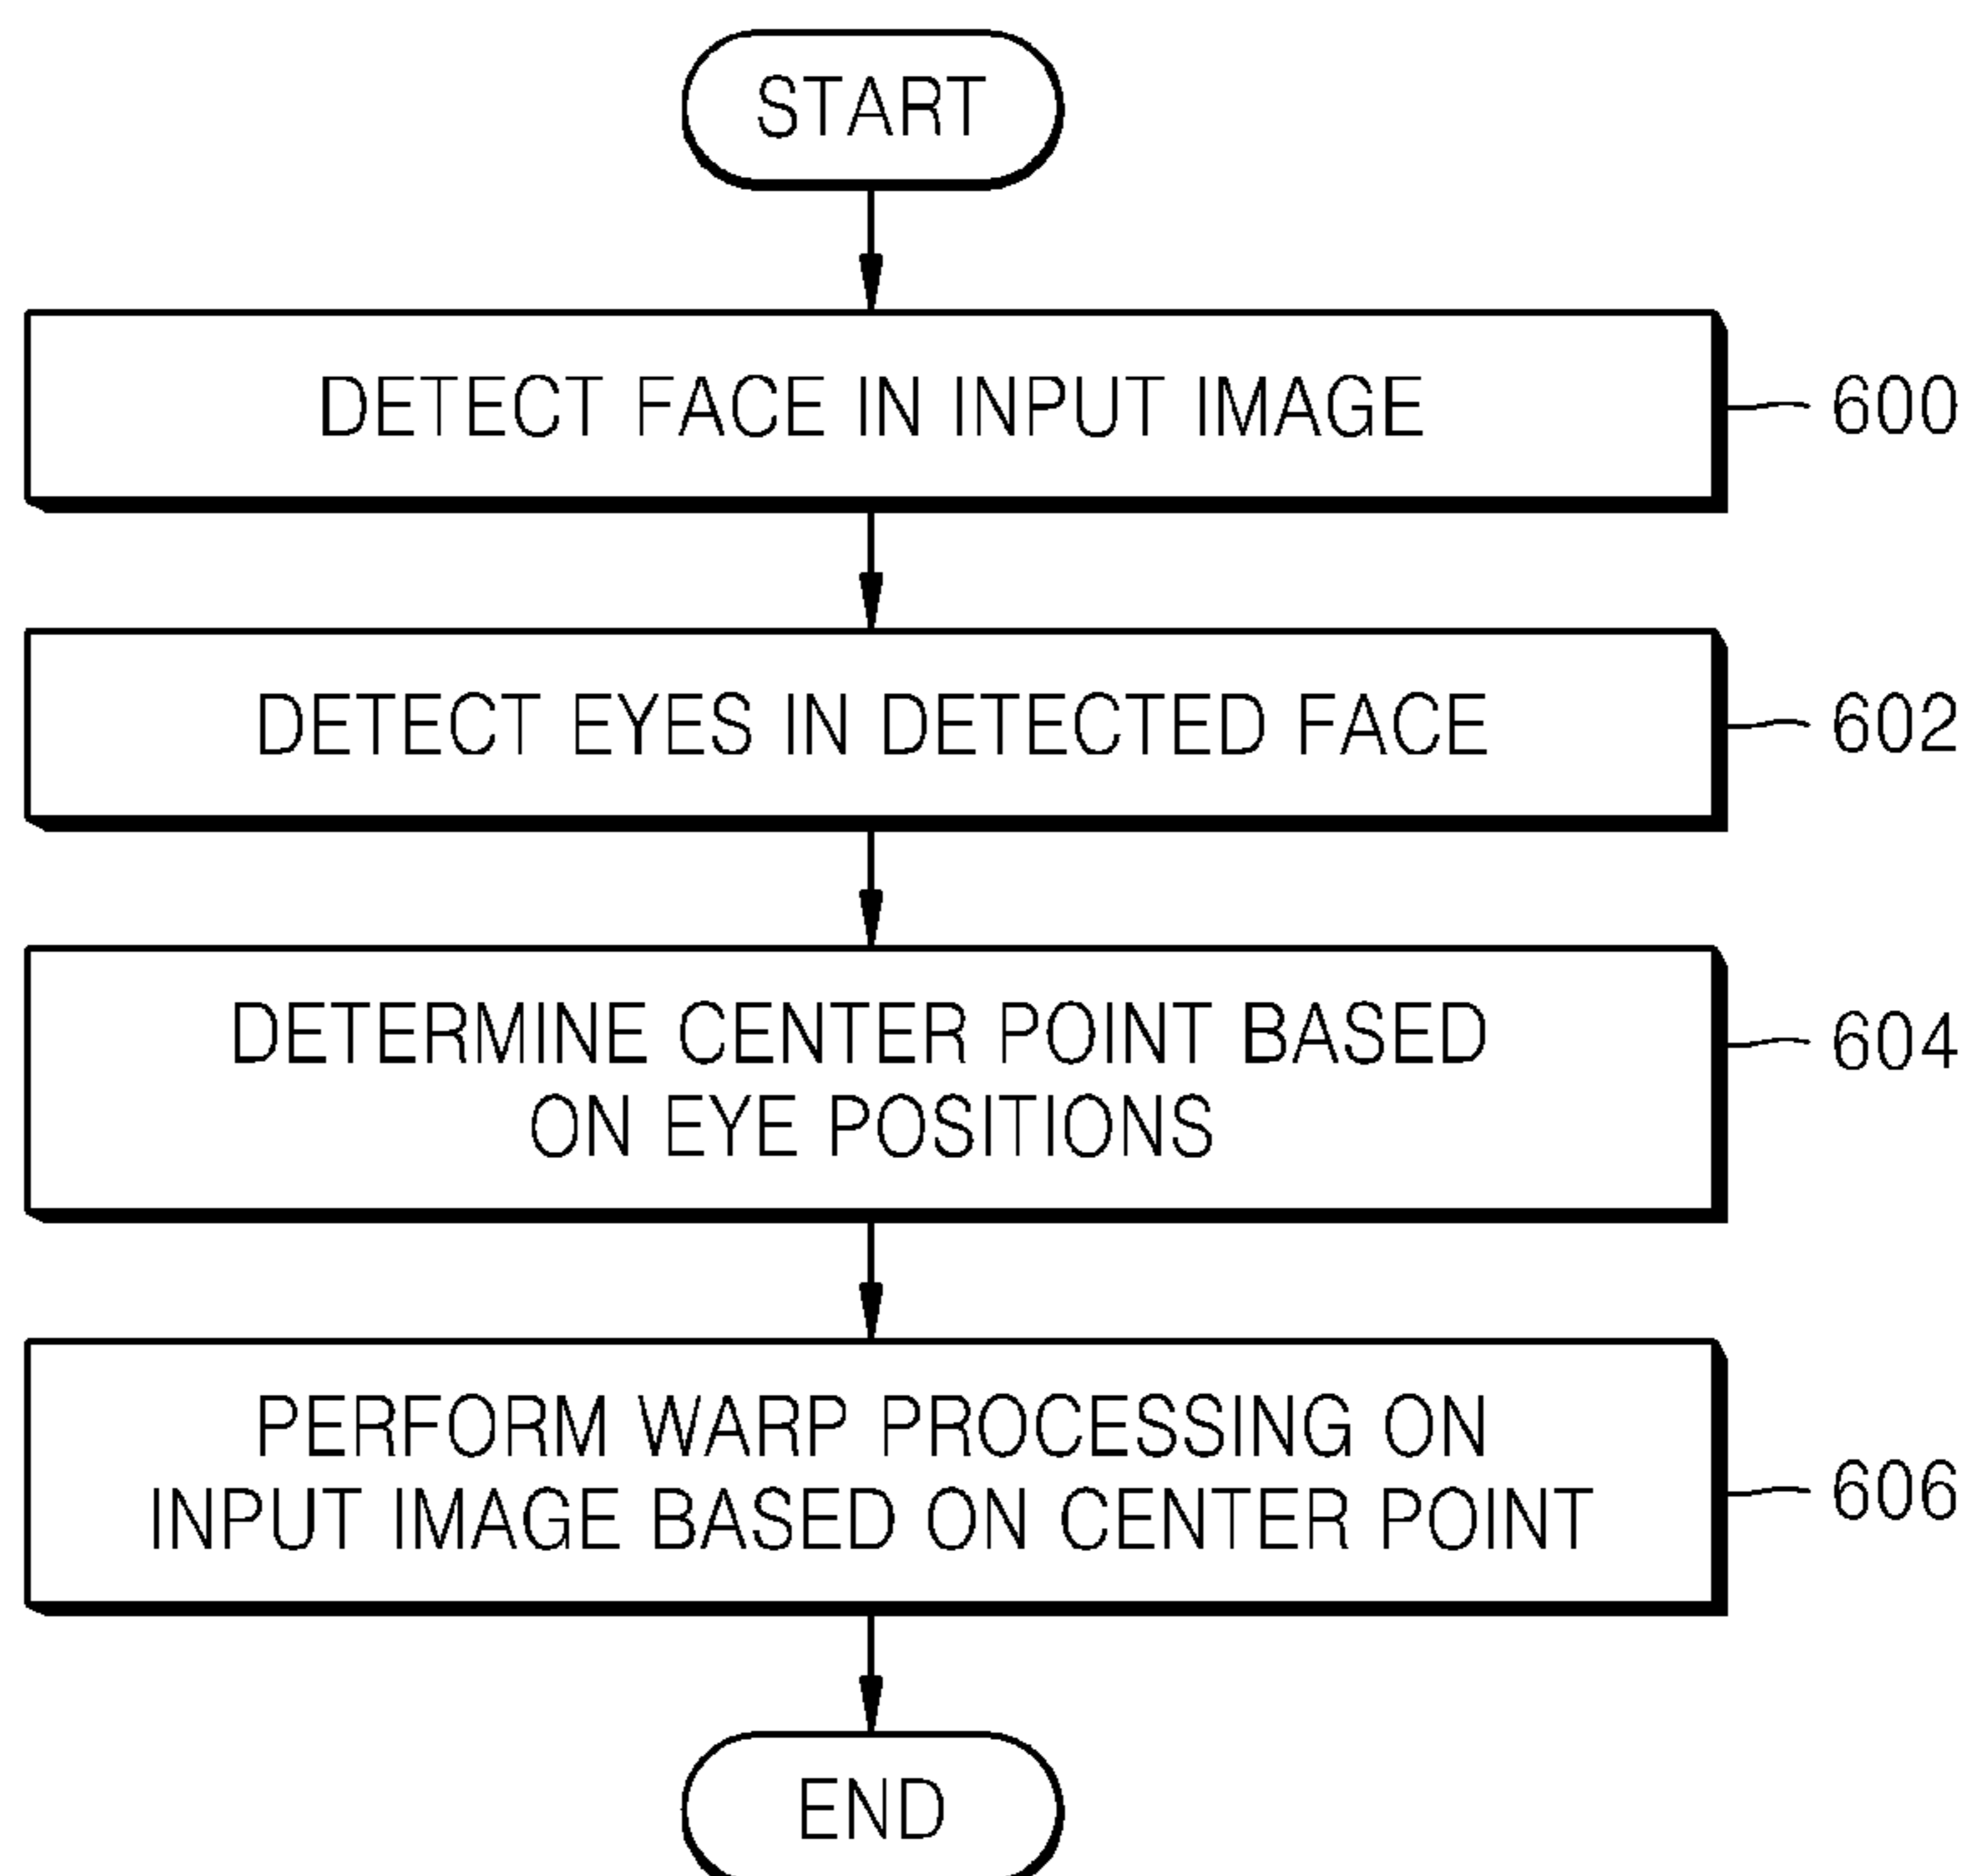 START
DETECT FACE IN INPUT IMAGE
600
DETECT EYES IN DETECTED FACE
602
DETERMINE CENTER POINT BASED
ON EYE POSITIONS
604
PERFORM WARP PROCESSING ON
INPUT IMAGE BASED ON CENTER POINT
606
END